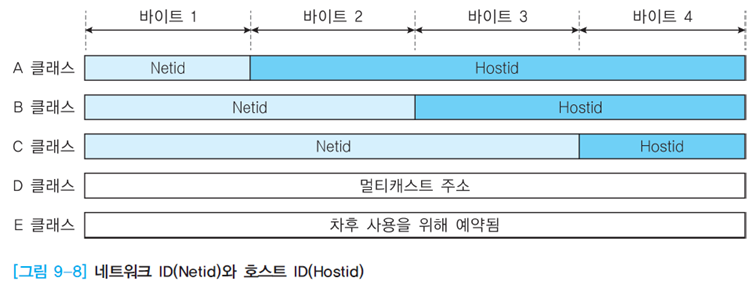 바이트 1 바이트 2 바이트 3 바이트 4
A 클래스 Netid Hostid
B 클래스 Netid Hostid
C 클래스 Netid Hostid
D 클래스 멀티캐스트 주소
E 클래스 차후 사용을 위해 예약됨
[그림 9-8] 네트워크 ID(Netid)와 호스트 ID(Hostid)